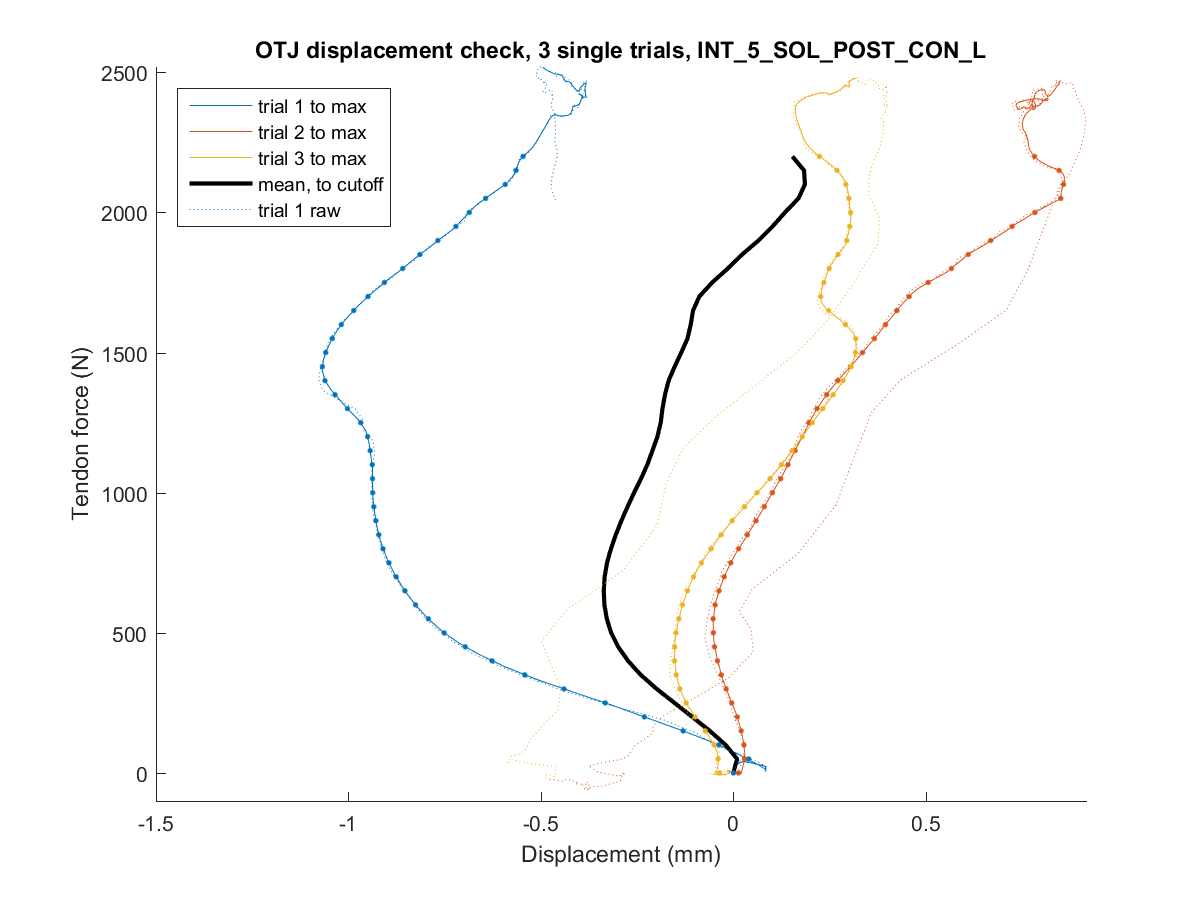 OTJ displacement check, 3 single trials, INT_5_SOL_POST_CON_L
2500
2000
1500
1000
500
0
Tendon force (N)
trial 1 to max
trial 2 to max
trial 3 to max
mean, to cutoff
trial 1 raw
-1.5
-1
-0.5
0
0.5
Displacement (mm)